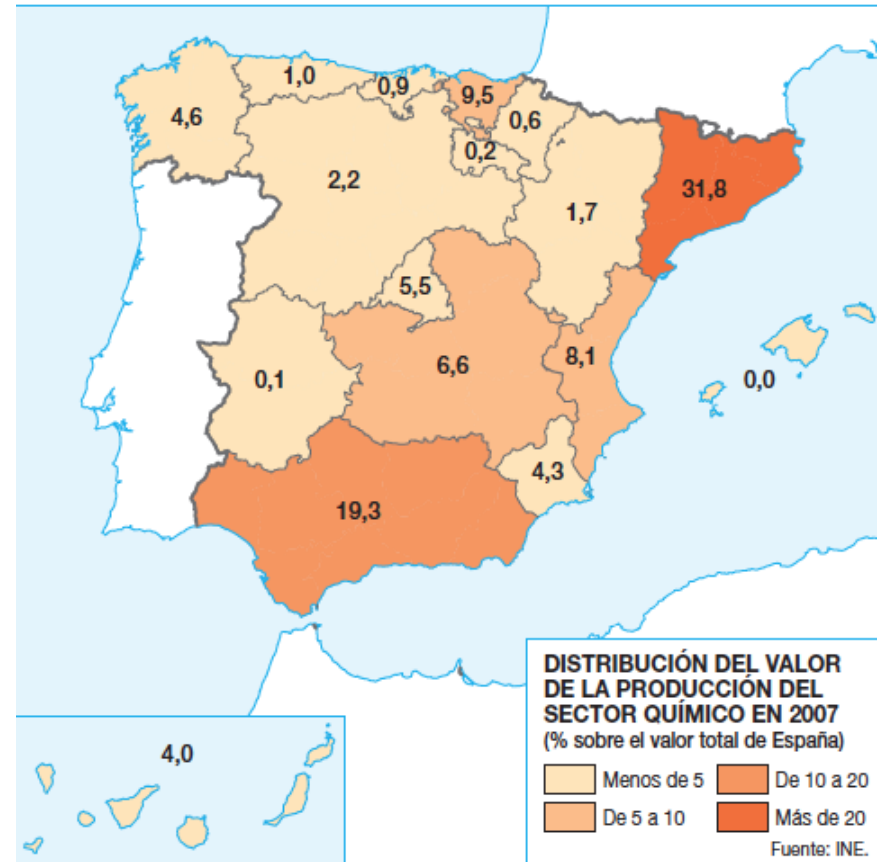 1,0
0,9
9,5
4,6
0,6
0,2
2,2
31,8
1,7
5,5
8,1
6,6
0,1
0,0
4,3
19,3
4,0
DISTRIBUCIÓN DEL VALOR
DE LA PRODUCCIÓN DEL
SECTOR QUÍMICO EN 2007
(% sobre el valor total de España)
Menos de 5
De 10 a 20
De 5 a 10
Más de 20
Fuente: INE.